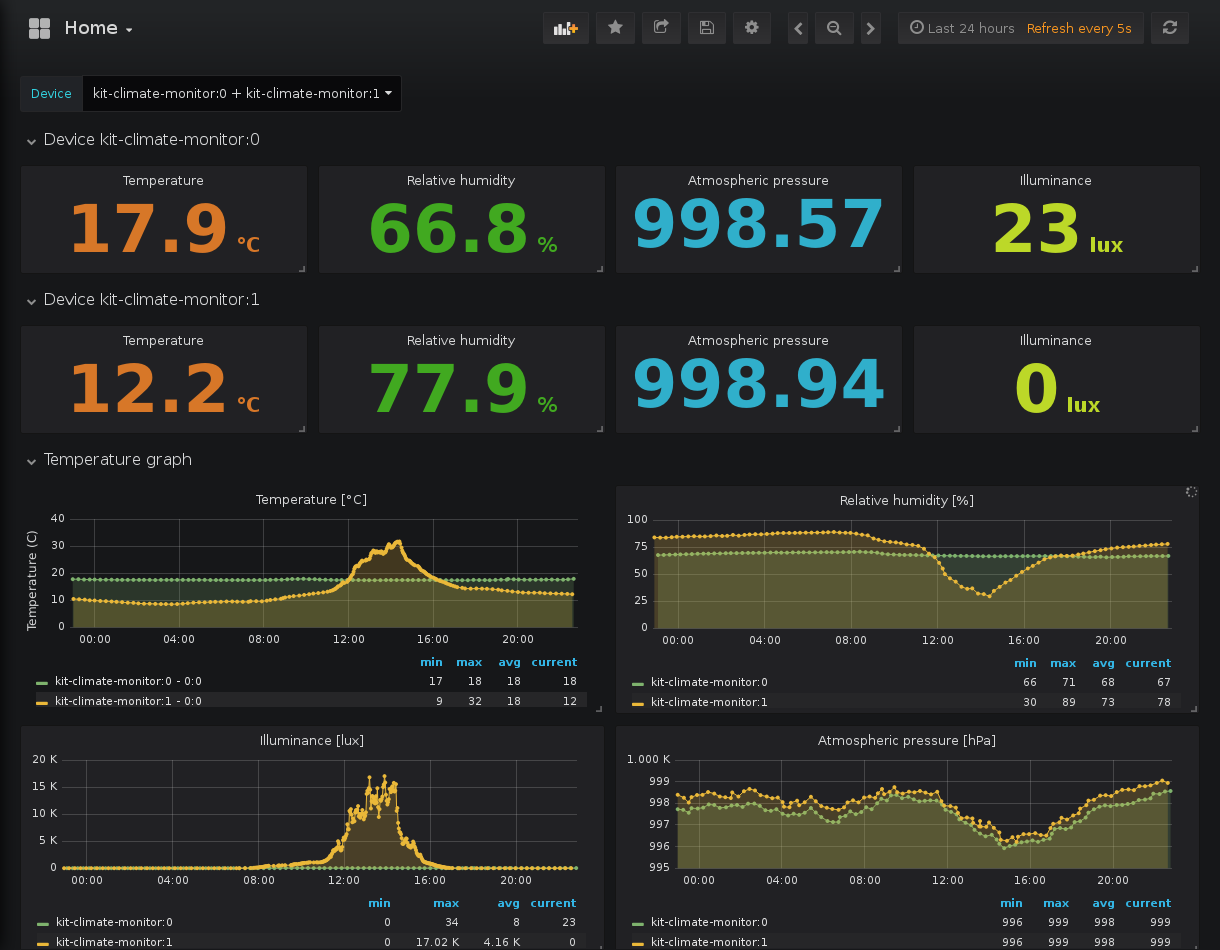 Home
Last 24 hours Refresh every 5s
Device kit-climate-monitor:0 + kit-climate-monitor:1
Device kit-climate-monitor:0
Temperature Relative humidity Atmospheric pressure Illuminance
17.9 °C 66.8 % 998.57 23 lux
Device kit-climate-monitor:1
Temperature Relative humidity Atmospheric pressure Illuminance
12.2 °C 77.9 % 998.94 0 lux
Temperature graph
Temperature [°C]
Temperature (C)
40
30
20
10
0
00:00 04:00 08:00 12:00 16:00 20:00
min max avg current
kit-climate-monitor:0 - 0:0 17 18 18 18
kit-climate-monitor:1 - 0:0 9 32 18 12
Relative humidity [%]
100
75
50
25
0
00:00 04:00 08:00 12:00 16:00 20:00
min max avg current
kit-climate-monitor:0 66 71 68 67
kit-climate-monitor:1 30 89 73 78
Illuminance [lux]
20 K
15 K
10 K
5 K
0
00:00 04:00 08:00 12:00 16:00 20:00
min max avg current
kit-climate-monitor:0 0 34 8 23
kit-climate-monitor:1 0 17.02 K 4.16 K 0
Atmospheric pressure [hPa]
1.000 K
999
998
997
996
995
00:00 04:00 08:00 12:00 16:00 20:00
min max avg current
kit-climate-monitor:0 996 999 998 999
kit-climate-monitor:1 996 999 998 999